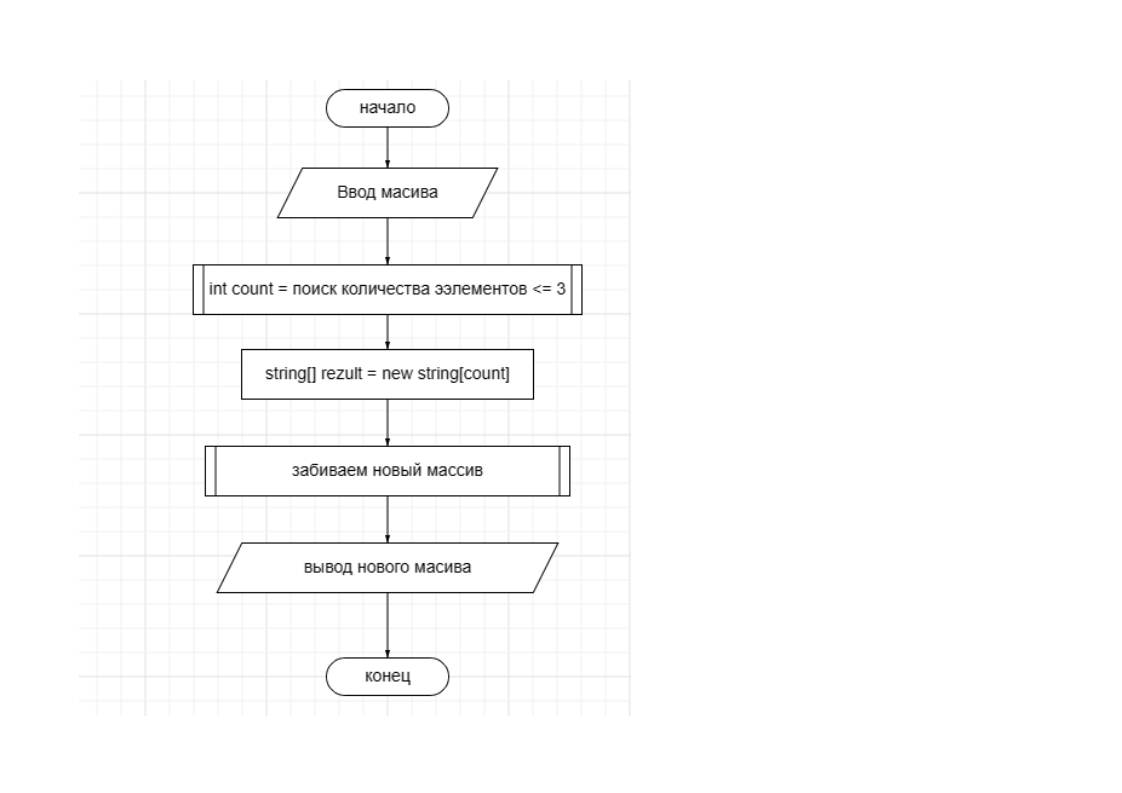 начало
Ввод масива
int count = поиск количества ээлементов <= 3
string[] rezult = new string[count]
забиваем новый массив
вывод нового масива
конец